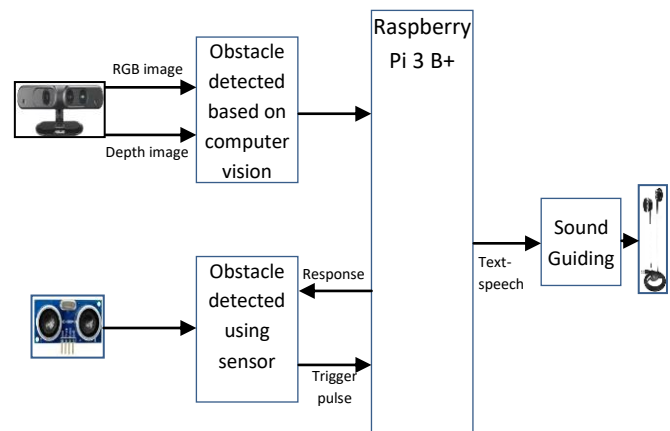 RGB image
Depth image
Obstacle
detected
based on
computer
vision
Raspberry
Pi 3 B+
Obstacle
detected
using
sensor
Response
Trigger
pulse
Text-
speech
Sound
Guiding